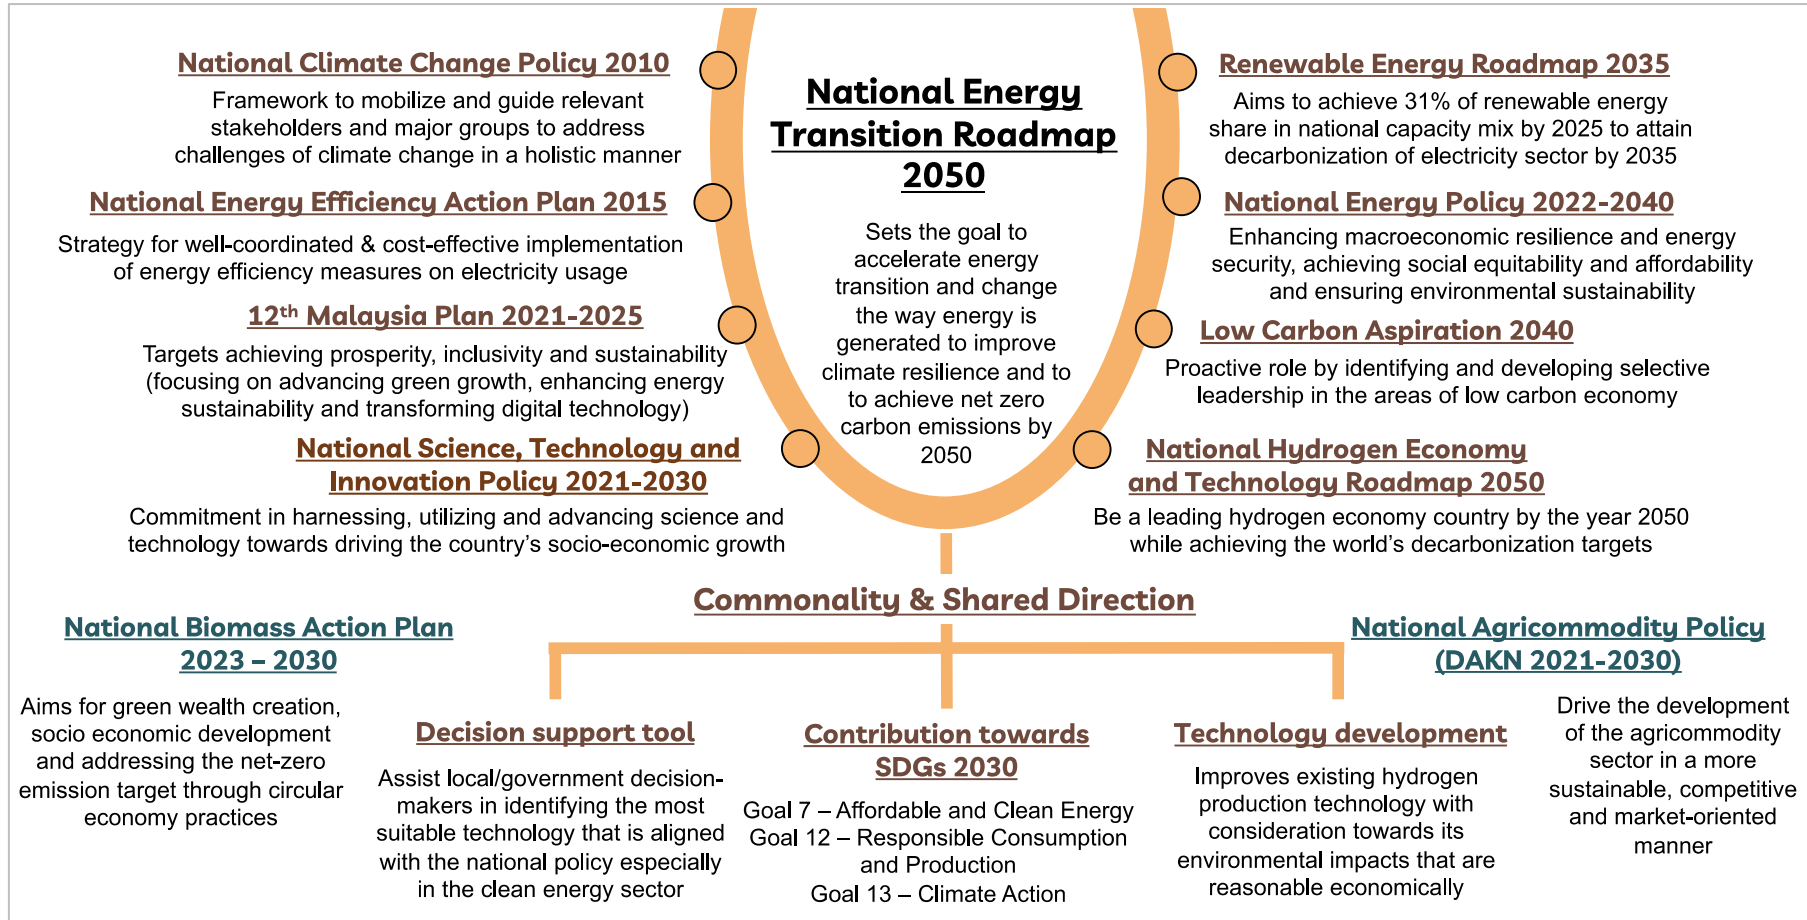 National Climate Change Policy 2010
Framework to mobilize and guide relevant
stakeholders and major groups to address
challenges of climate change in a holistic manner
National Energy Efficiency Action Plan 2015
Strategy for well-coordinated & cost-effective implementation
of energy efficiency measures on electricity usage
12th Malaysia Plan 2021-2025
Targets achieving prosperity, inclusivity and sustainability
(focusing on advancing green growth, enhancing energy
sustainability and transforming digital technology)
National Science, Technology and
Innovation Policy 2021-2030
Commitment in harnessing, utilizing and advancing science and
technology towards driving the country's socio-economic growth
National Energy
Transition Roadmap
2050
Sets the goal to
accelerate energy
transition and change
the way energy is
generated to improve
climate resilience and to
to achieve net zero
carbon emissions by
2050
Renewable Energy Roadmap 2035
Aims to achieve 31% of renewable energy
share in national capacity mix by 2025 to attain
decarbonization of electricity sector by 2035
National Energy Policy 2022-2040
Enhancing macroeconomic resilience and energy
security, achieving social equitability and affordability
and ensuring environmental sustainability
Low Carbon Aspiration 2040
Proactive role by identifying and developing selective
leadership in the areas of low carbon economy
National Hydrogen Economy
and Technology Roadmap 2050
Be a leading hydrogen economy country by the year 2050
while achieving the world's decarbonization targets
Commonality & Shared Direction
National Biomass Action Plan
2023 – 2030
Aims for green wealth creation,
socio economic development
and addressing the net-zero
emission target through circular
economy practices
Decision support tool
Assist local/government decision-
makers in identifying the most
suitable technology that is aligned
with the national policy especially
in the clean energy sector
Contribution towards
SDGs 2030
Goal 7 – Affordable and Clean Energy
Goal 12 – Responsible Consumption
and Production
Goal 13 – Climate Action
Technology development
Improves existing hydrogen
production technology with
consideration towards its
environmental impacts that are
reasonable economically
National Agricommodity Policy
(DAKN 2021-2030)
Drive the development
of the agricommodity
sector in a more
sustainable, competitive
and market-oriented
manner